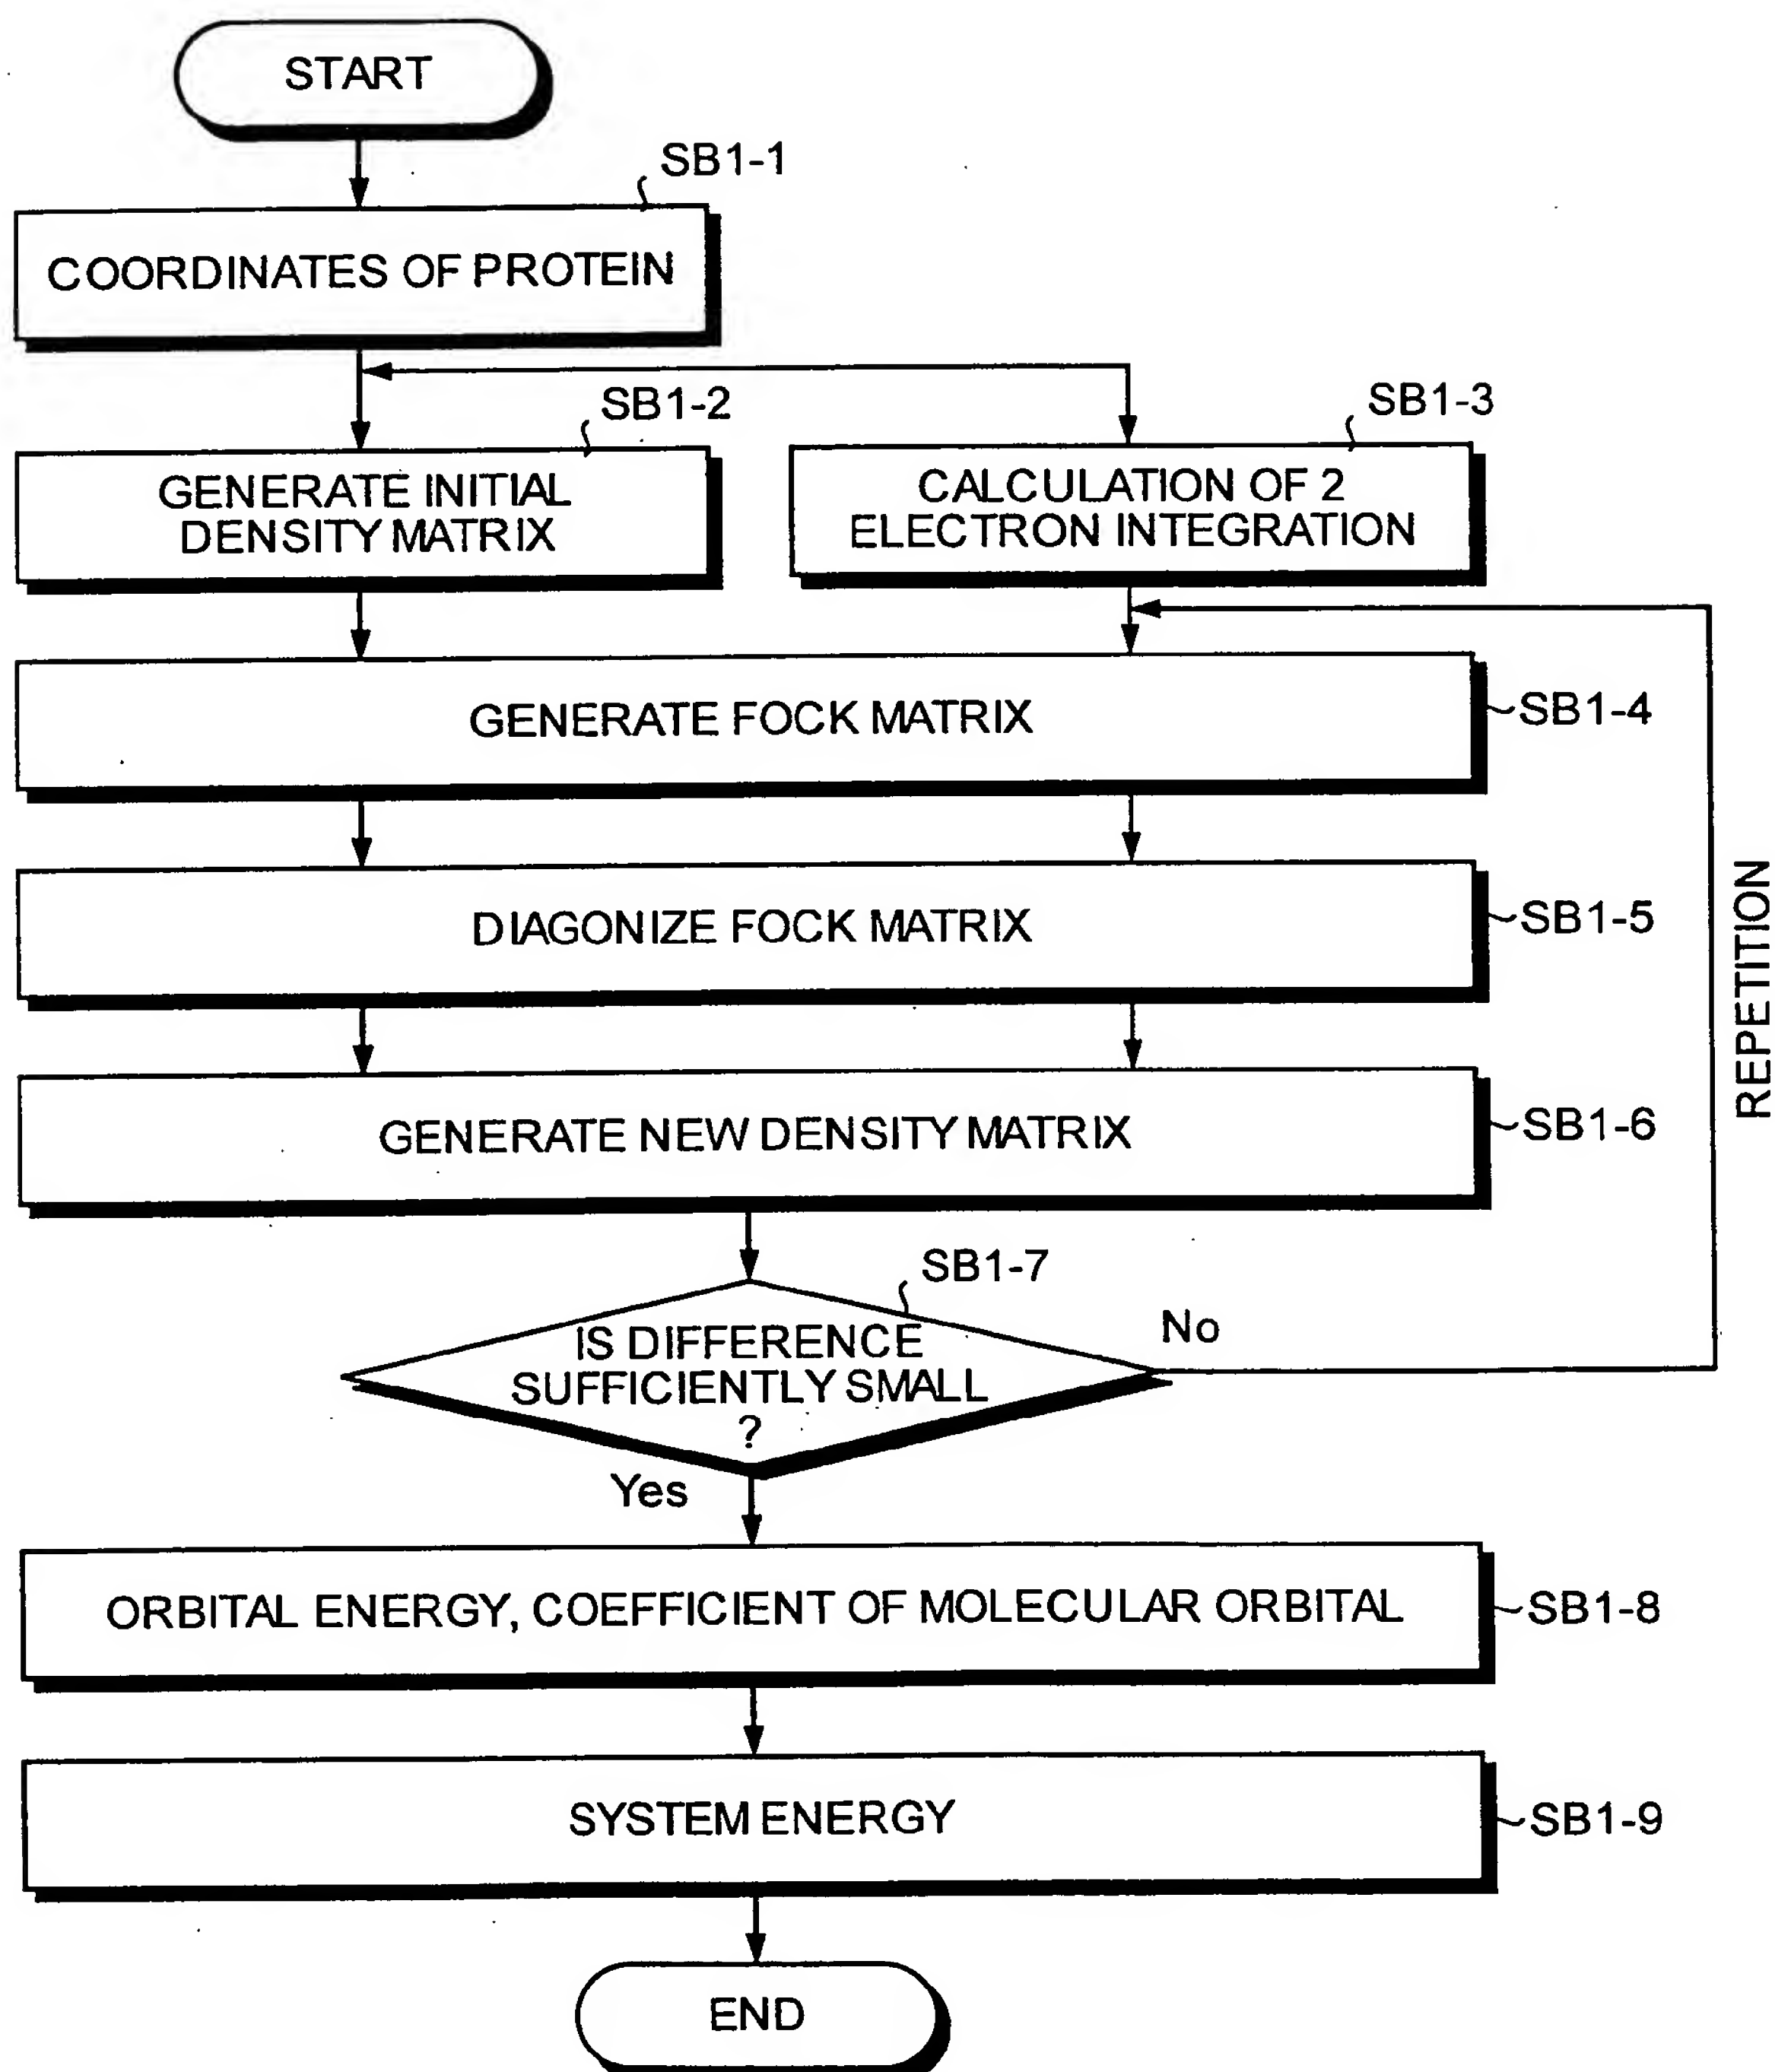 START
SB1-1
COORDINATES OF PROTEIN
SB1-2
SB1-3
GENERATE INITIAL
DENSITY MATRIX
CALCULATION OF 2
ELECTRON INTEGRATION
GENERATE FOCK MATRIX
SB1-4
DIAGONIZE FOCK MATRIX
SB1-5
REPETITION
GENERATE NEW DENSITY MATRIX
SB1-6
SB1-7
IS DIFFERENCE
SUFFICIENTLY SMALL
?
No
Yes
ORBITAL ENERGY, COEFFICIENT OF MOLECULAR ORBITAL
SB1-8
SYSTEM ENERGY
SB1-9
END